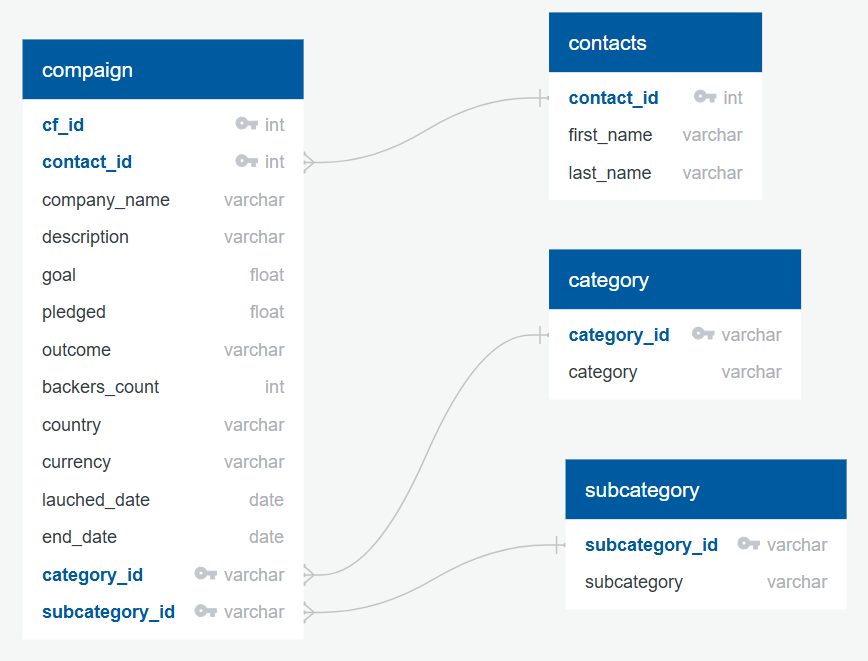 compaign
cf_id int
contact_id int
company_name varchar
description varchar
goal float
pledged float
outcome varchar
backers_count int
country varchar
currency varchar
lauched_date date
end_date date
category_id varchar
subcategory_id varchar
contacts
contact_id int
first_name varchar
last_name varchar
category
category_id varchar
category varchar
subcategory
subcategory_id varchar
subcategory varchar